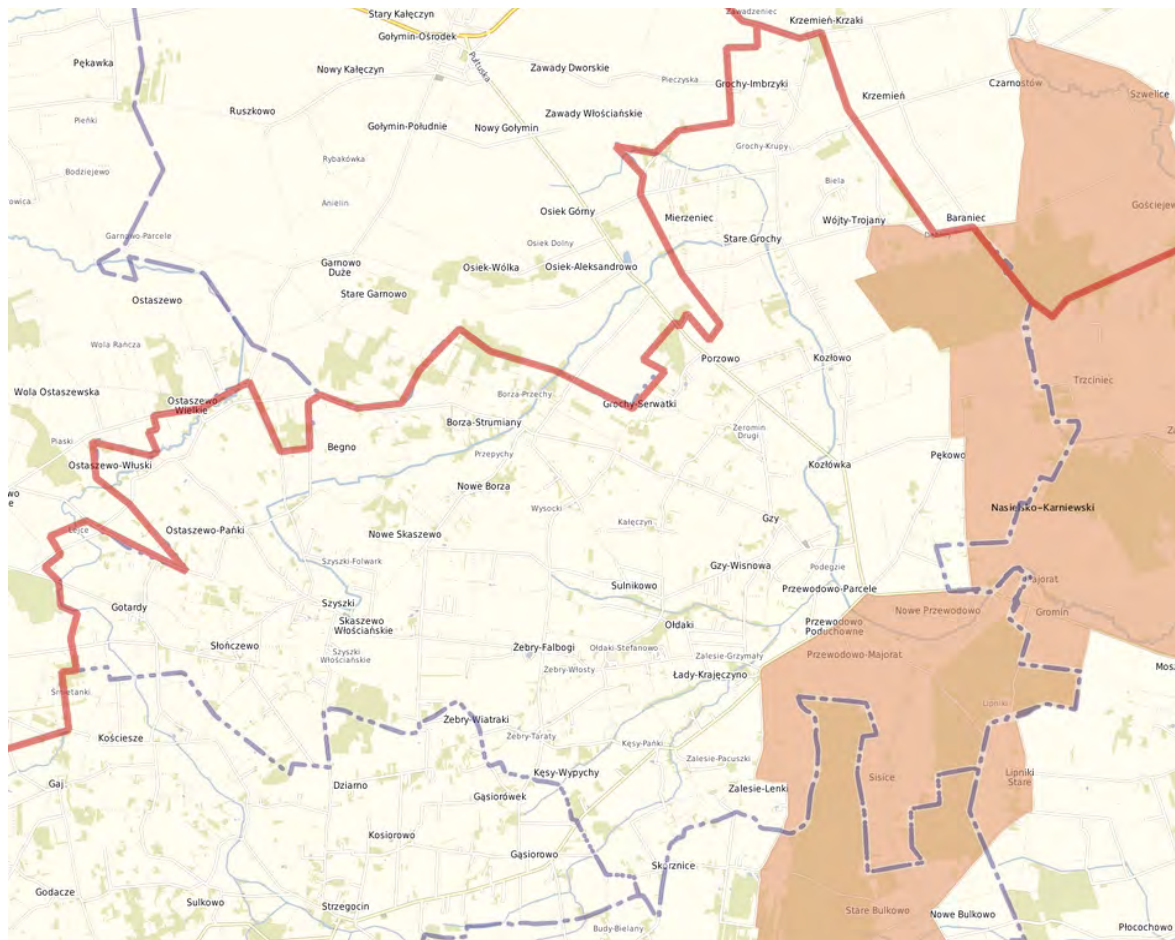 Stary Kałęczyn
Zawadzeniec
Krzemień-Krzaki
Gołymin-Ośrodek
Pękawka
Nowy Kałęczyn
Pułtuska
Zawady Dworskie
Pieczyska
Grochy-Imbrzyki
Czarnostów
Szwelice
Krzemień
Ruszkowo
Pieńki
Zawady Włościańskie
Gołymin-Południe
Nowy Gołymin
Grochy-Krupy
Rybakówka
Bodziejewo
Biela
Anielin
Gościejew
Osiek Górny
Mierzeniec
Wójty-Trojany
Baraniec
Garnowo-Parcele
Osiek Dolny
Stare Grochy
Garnowo
Duże
Osiek-Wólka
Osiek-Aleksandrowo
Ostaszewo
Stare Garnowo
Wola Rańcza
Porzowo
Kozłowo
Trzciniec
Wola Ostaszewska
Ostaszewo
Wielkie
Borza-Przechy
Grochy-Serwatki
Borza-Strumiany
Żeromin
Drugi
Piaski
Begno
Przepychy
Pękowo
Ostaszewo-Włuski
Kozłówka
Nowe Borza
Wysocki
Nasielsko-Karniewski
Kałęczyn
Gzy
Lejce
Ostaszewo-Pańki
Nowe Skaszewo
Szyszki-Folwark
Gzy-Wisnowa
Podegzie
Sulnikowo
Przewodowo-Parcele
Majorat
Gotardy
Szyszki
Nowe Przewodowo
Gromin
Skaszewo
Włościańskie
Ołdaki
Przewodowo
Poduchowne
Słończewo
Szyszki
Włościańskie
Żebry-Falbogi
Ołdaki-Stefanowo
Zalesie-Grzymały
Przewodowo-Majorat
Żebry-Włosty
Łady-Krajęczyno
Śmietanki
Lipniki
Żebry-Wiatraki
Kościesze
Żebry-Taraty
Kęsy-Pańki
Zalesie-Pacuszki
Kęsy-Wypychy
Gaj
Dziarno
Sisice
Lipniki
Stare
Gąsiorówek
Zalesie-Lenki
Kosiorowo
Gąsiorowo
Skarżnice
Godacze
Sulkowo
Strzegocin
Stare Bulkowo
Nowe Bulkowo
Budy-Bielany
Płocochowo